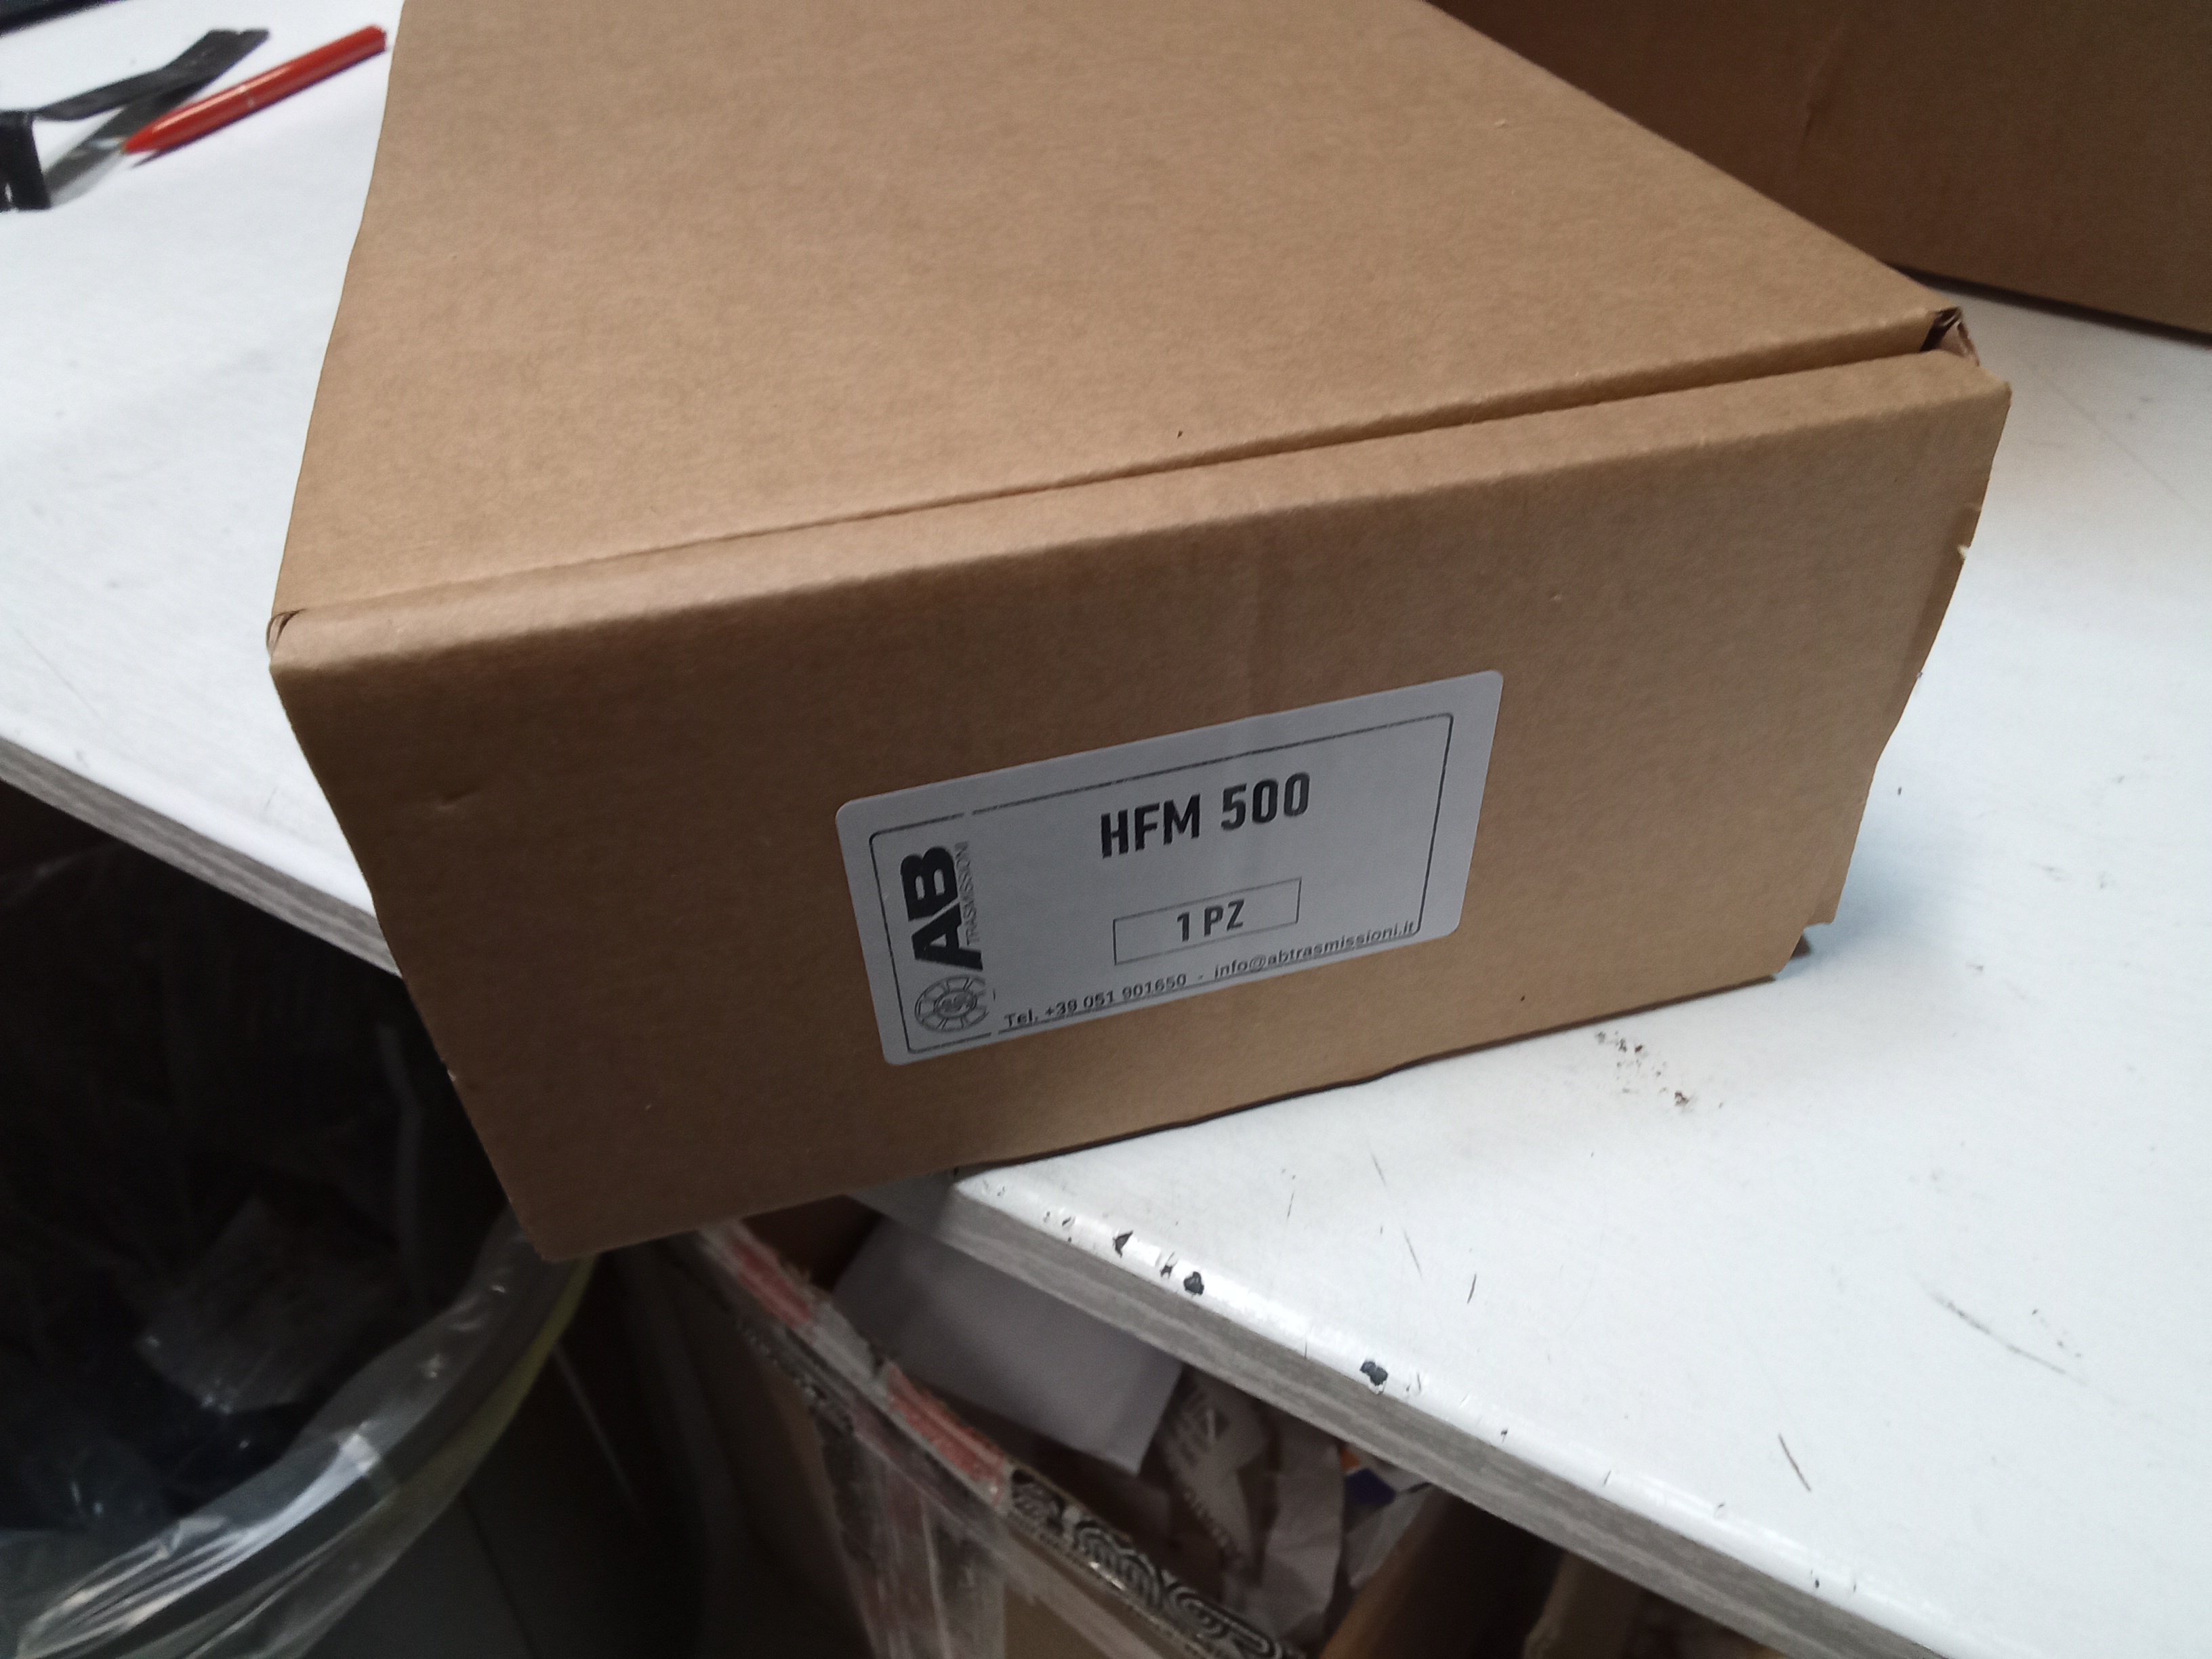 HFM 500
1 PZ
AB
TRASMISSIONI
Tel. +39 051 901650 - info@abtrasmissioni.it